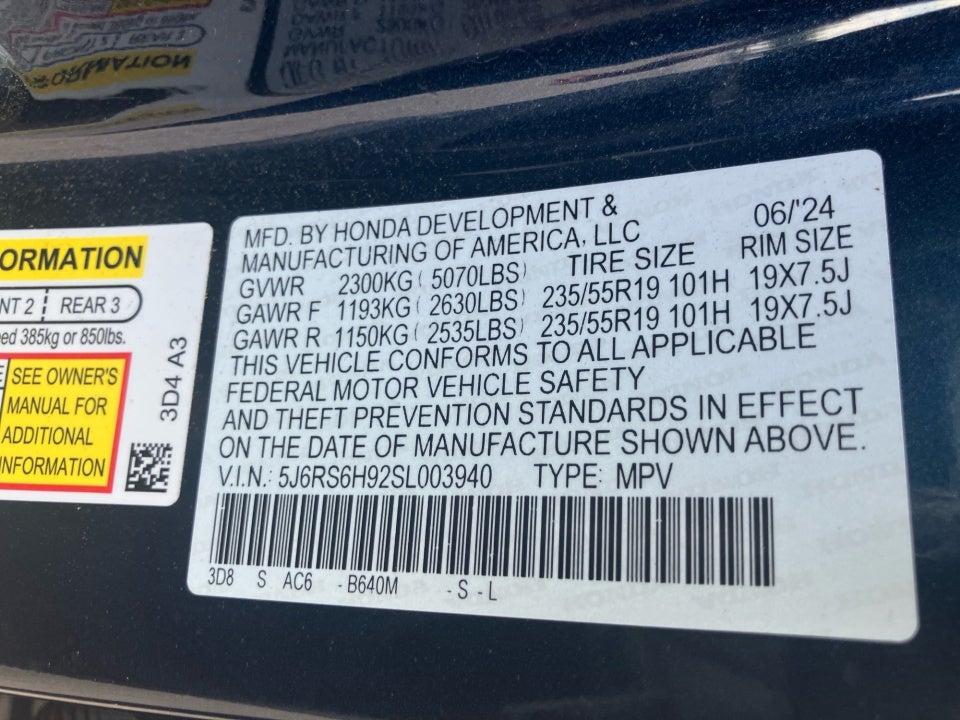 ORMATION
NT 2 REAR 3
ed 385kg or 850lbs.
SEE OWNER'S
MANUAL FOR
ADDITIONAL
INFORMATION
3D4 A3
MFD. BY HONDA DEVELOPMENT &
MANUFACTURING OF AMERICA, LLC 06/'24
GVWR 2300KG ( 5070LBS) TIRE SIZE RIM SIZE
GAWR F 1193KG ( 2630LBS) 235/55R19 101H 19X7.5J
GAWR R 1150KG ( 2535LBS) 235/55R19 101H 19X7.5J
THIS VEHICLE CONFORMS TO ALL APPLICABLE
FEDERAL MOTOR VEHICLE SAFETY
AND THEFT PREVENTION STANDARDS IN EFFECT
ON THE DATE OF MANUFACTURE SHOWN ABOVE.
V.I.N.: 5J6RS6H92SL003940 TYPE: MPV
3D8 S AC6 - B640M - S - L